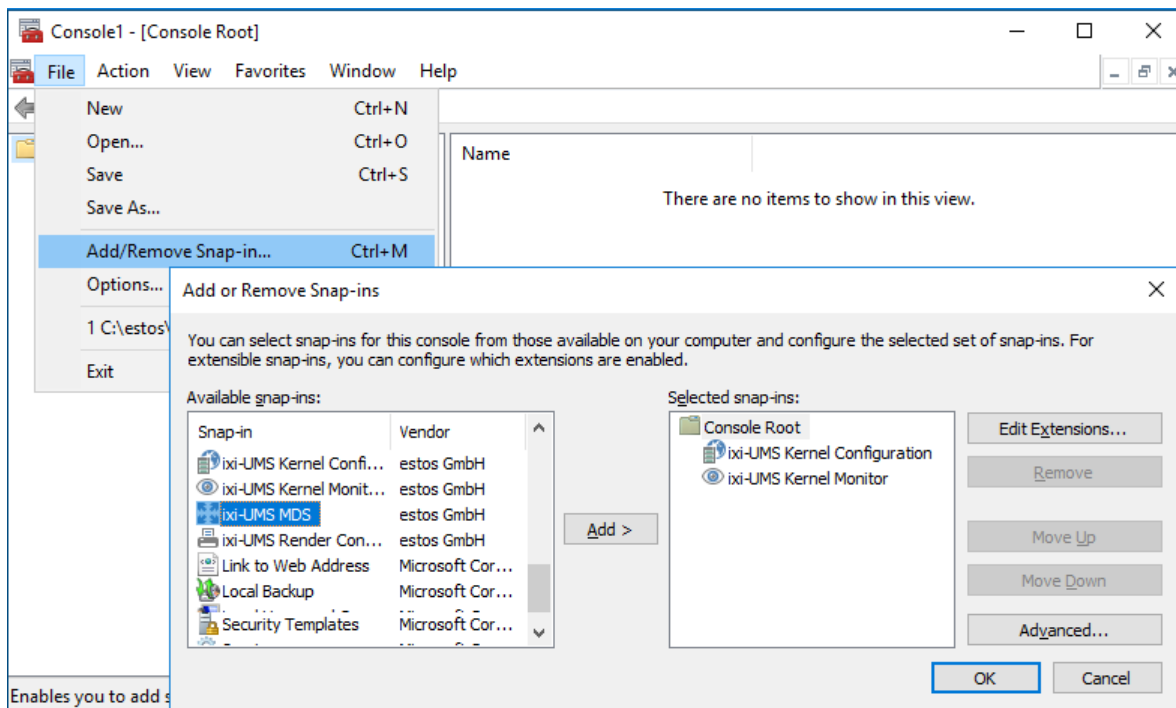 Console1 - [Console Root]
File Action View Favorites Window Help
New Ctrl+N
Open... Ctrl+O
Save Ctrl+S
Save As...
Add/Remove Snap-in... Ctrl+M
Options...
1 C:\estos\
Exit
Name
There are no items to show in this view.
Add or Remove Snap-ins
You can select snap-ins for this console from those available on your computer and configure the selected set of snap-ins. For
extensible snap-ins, you can configure which extensions are enabled.
Available snap-ins:
Snap-in Vendor
ixi-UMS Kernel Confi... estos GmbH
ixi-UMS Kernel Monit... estos GmbH
ixi-UMS MDS estos GmbH
ixi-UMS Render Con... estos GmbH
Link to Web Address Microsoft Cor...
Local Backup Microsoft Cor...
Security Templates Microsoft Cor...
Add >
Selected snap-ins:
Console Root
ixi-UMS Kernel Configuration
ixi-UMS Kernel Monitor
Edit Extensions...
Remove
Move Up
Move Down
Advanced...
OK Cancel
Enables you to add s